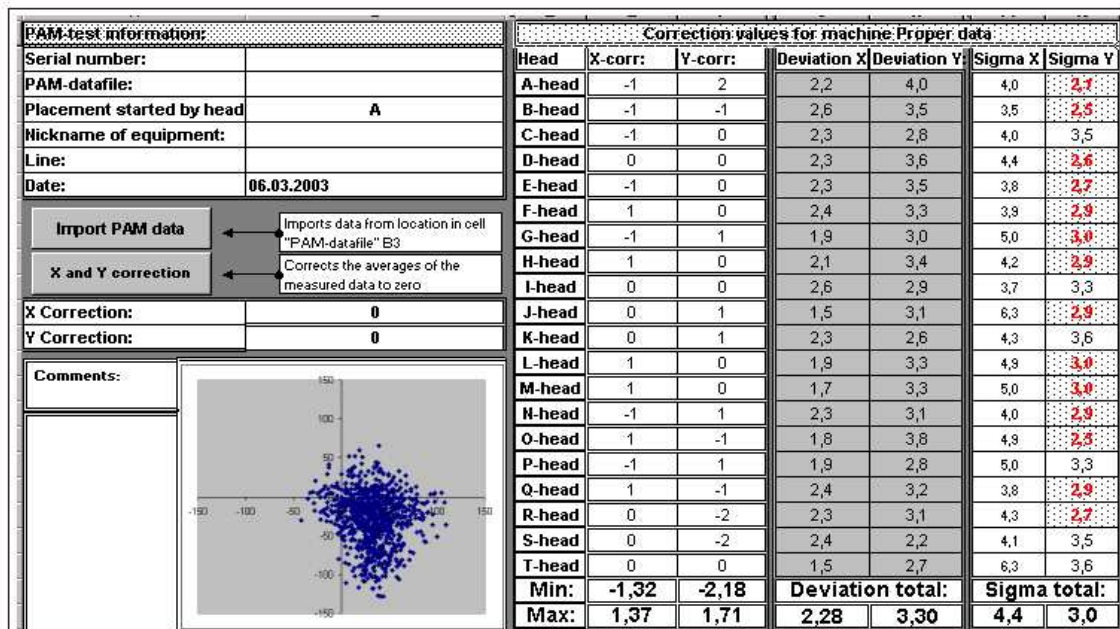 PAM-test information:
Serial number:
PAM-datafile:
Placement started by head A
Nickname of equipment:
Line:
Date: 06.03.2003
Import PAM data
Imports data from location in cell
"PAM-datafile" B3
X and Y correction
Corrects the averages of the
measured data to zero
X Correction: 0
Y Correction: 0
Comments:
150
100
50
0
-150 -50 0 100 150
-50
-100
-150
Correction values for machine Proper data
Head X-corr: Y-corr: Deviation X Deviation Y: Sigma X Sigma Y
A-head -1 2 2,2 4,0 4,0 2,1
B-head -1 -1 2,6 3,5 3,5 2,5
C-head -1 0 2,3 2,8 4,0 3,5
D-head 0 0 2,3 3,6 4,4 2,6
E-head -1 0 2,3 3,5 3,8 2,7
F-head 1 0 2,4 3,3 3,9 2,9
G-head -1 1 1,9 3,0 5,0 3,0
H-head 1 0 2,1 3,4 4,2 2,9
I-head 0 0 2,6 2,9 3,7 3,3
J-head 0 1 1,5 3,1 6,3 2,9
K-head 0 1 2,3 2,6 4,3 3,6
L-head 1 0 1,9 3,3 4,9 3,0
M-head 1 0 1,7 3,3 5,0 3,0
N-head -1 1 2,3 3,1 4,0 2,9
O-head 1 -1 1,8 3,8 4,9 2,5
P-head -1 1 1,9 2,8 5,0 3,3
Q-head 1 -1 2,4 3,2 3,8 2,9
R-head 0 -2 2,3 3,1 4,3 2,7
S-head 0 -2 2,4 2,2 4,1 3,5
T-head 0 0 1,5 2,7 6,3 3,6
Min: -1,32 -2,18 Deviation total: Sigma total:
Max: 1,37 1,71 2,28 3,30 4,4 3,0